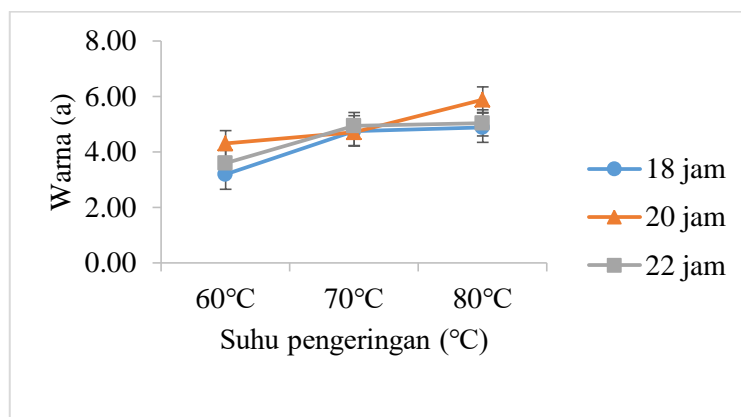 8.00
6.00
4.00
2.00
0.00
Warna (a)
60℃ 70℃ 80℃
Suhu pengeringan (℃)
18 jam
20 jam
22 jam